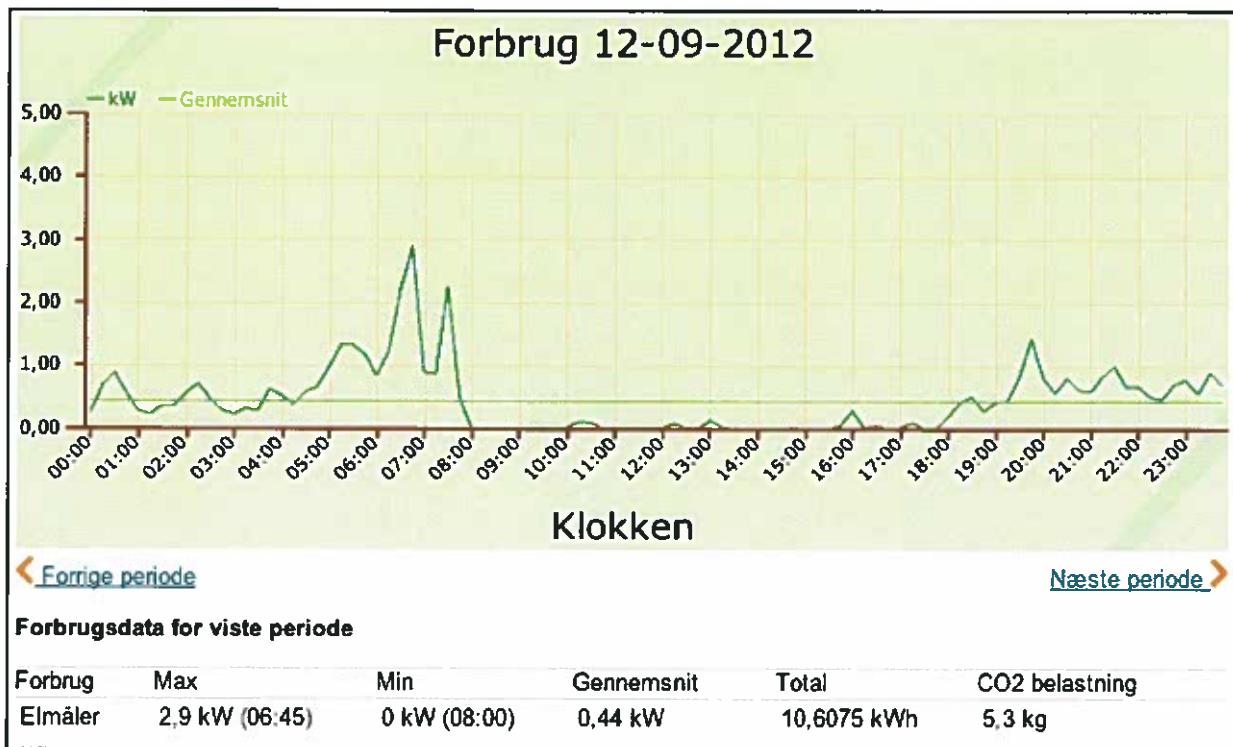 Forbrug 12-09-2012
kW Gennemsnit
5,00
4,00
3,00
2,00
1,00
0,00
00:00 01:00 02:00 03:00 04:00 05:00 06:00 07:00 08:00 09:00 10:00 11:00 12:00 13:00 14:00 15:00 16:00 17:00 18:00 19:00 20:00 21:00 22:00 23:00
Klokken
Forrige periode Næste periode
Forbrugsdata for viste periode
Forbrug Max Min Gennemsnit Total CO2 belastning
Elmåler 2,9 kW (06:45) 0 kW (08:00) 0,44 kW 10,6075 kWh 5,3 kg